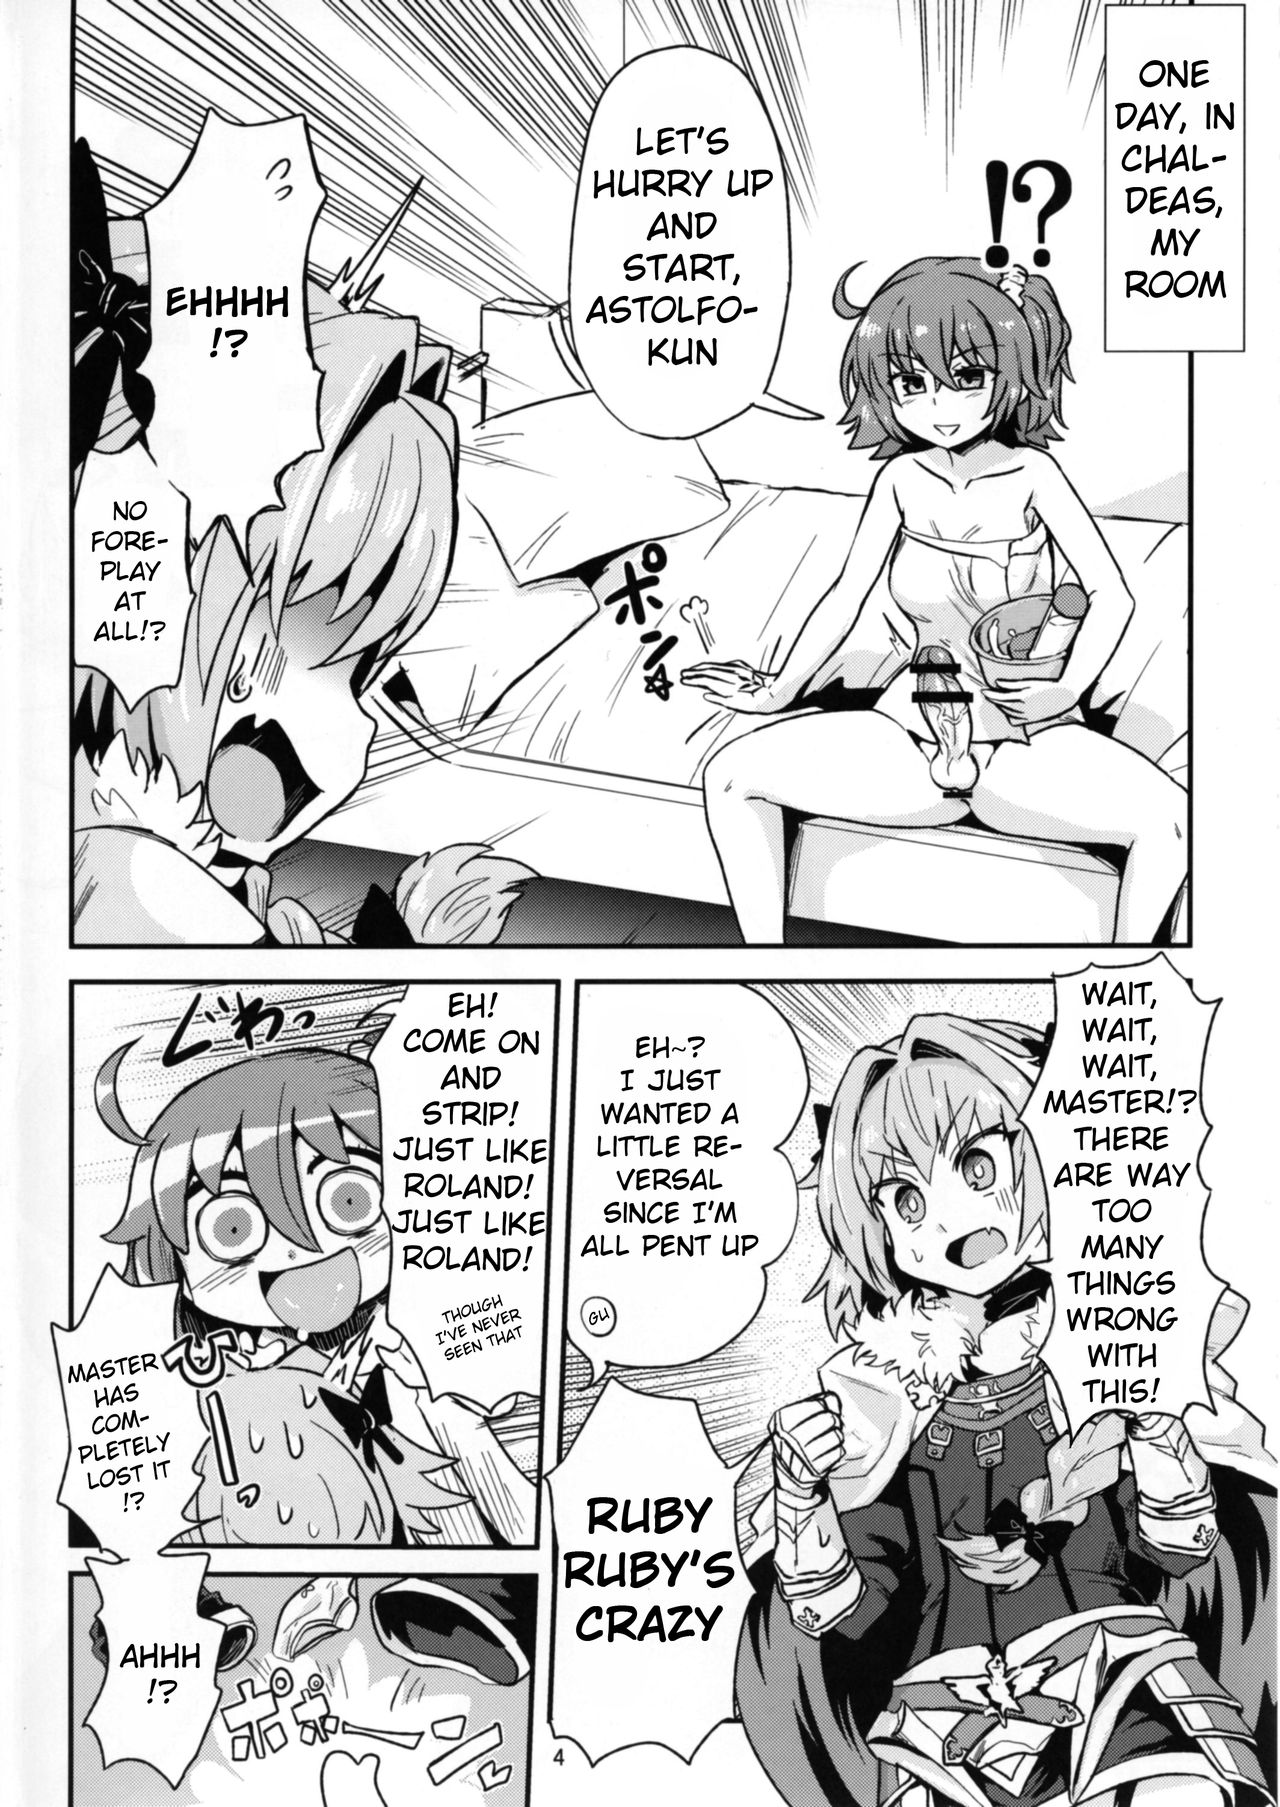 ONE
DAY, IN
CHAL-
DEAS,
MY
ROOM
!?
LET'S
HURRY UP
AND
START,
ASTOLFO-
KUN
ポン☆
EHHHH
!?
NO
FORE-
PLAY
AT
ALL!?
WAIT,
WAIT,
WAIT,
MASTER!?
THERE
ARE WAY
TOO
MANY
THINGS
WRONG
WITH
THIS!
EH~?
I JUST
WANTED A
LITTLE RE-
VERSAL
SINCE I'M
ALL PENT UP
GU
RUBY
RUBY'S
CRAZY
EH!
COME ON
AND
STRIP!
JUST LIKE
ROLAND!
JUST LIKE
ROLAND!
THOUGH
I'VE NEVER
SEEN THAT
ぐわっ
MASTER
HAS
COM-
PLETELY
LOST IT
!?
ひーっ
AHHH
!?
ポポーン
4